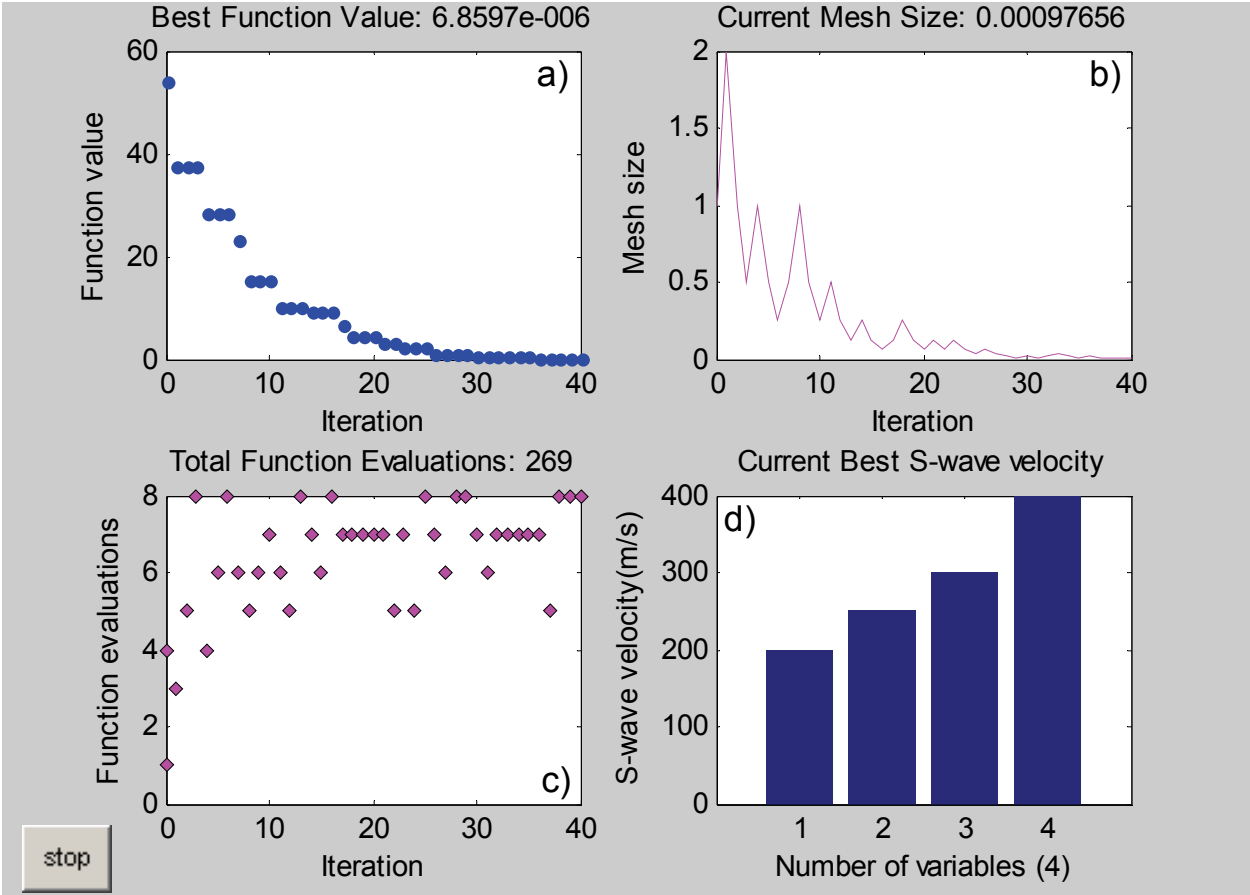 Best Function Value: 6.8597e-006
a)
Function value
60
40
20
0
0 10 20 30 40
Iteration
Current Mesh Size: 0.00097656
b)
Mesh size
2
1.5
1
0.5
0
0 10 20 30 40
Iteration
Total Function Evaluations: 269
c)
Function evaluations
8
6
4
2
0
0 10 20 30 40
Iteration
Current Best S-wave velocity
d)
S-wave velocity(m/s)
400
300
200
100
0
1 2 3 4
Number of variables (4)
stop